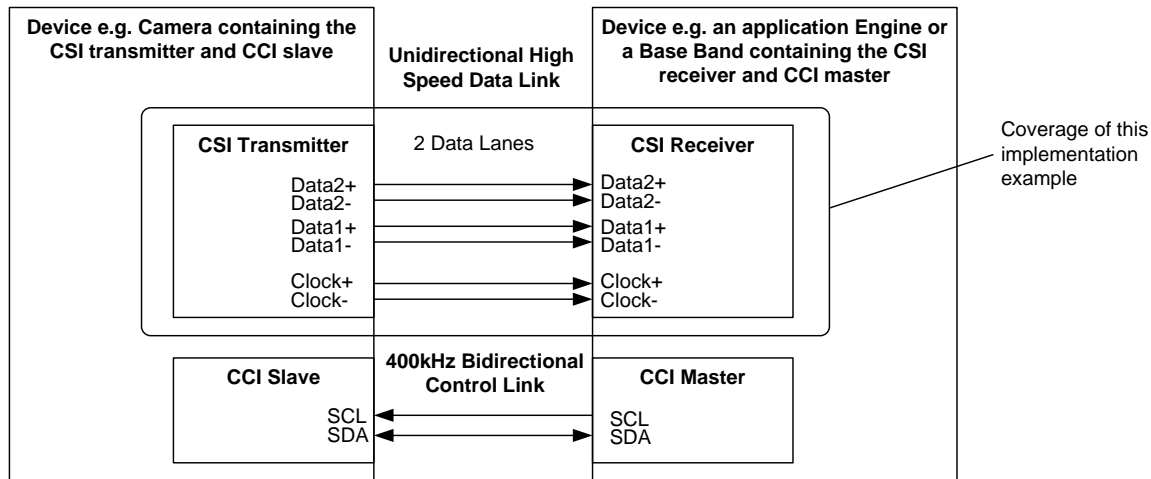 Device e.g. Camera containing the
CSI transmitter and CCI slave
Unidirectional High
Speed Data Link
Device e.g. an application Engine or
a Base Band containing the CSI
receiver and CCI master
CSI Transmitter
2 Data Lanes
CSI Receiver
Data2+
Data2-
Data1+
Data1-
Clock+
Clock-
Data2+
Data2-
Data1+
Data1-
Clock+
Clock-
Coverage of this
implementation
example
CCI Slave
400kHz Bidirectional
Control Link
CCI Master
SCL
SDA
SCL
SDA